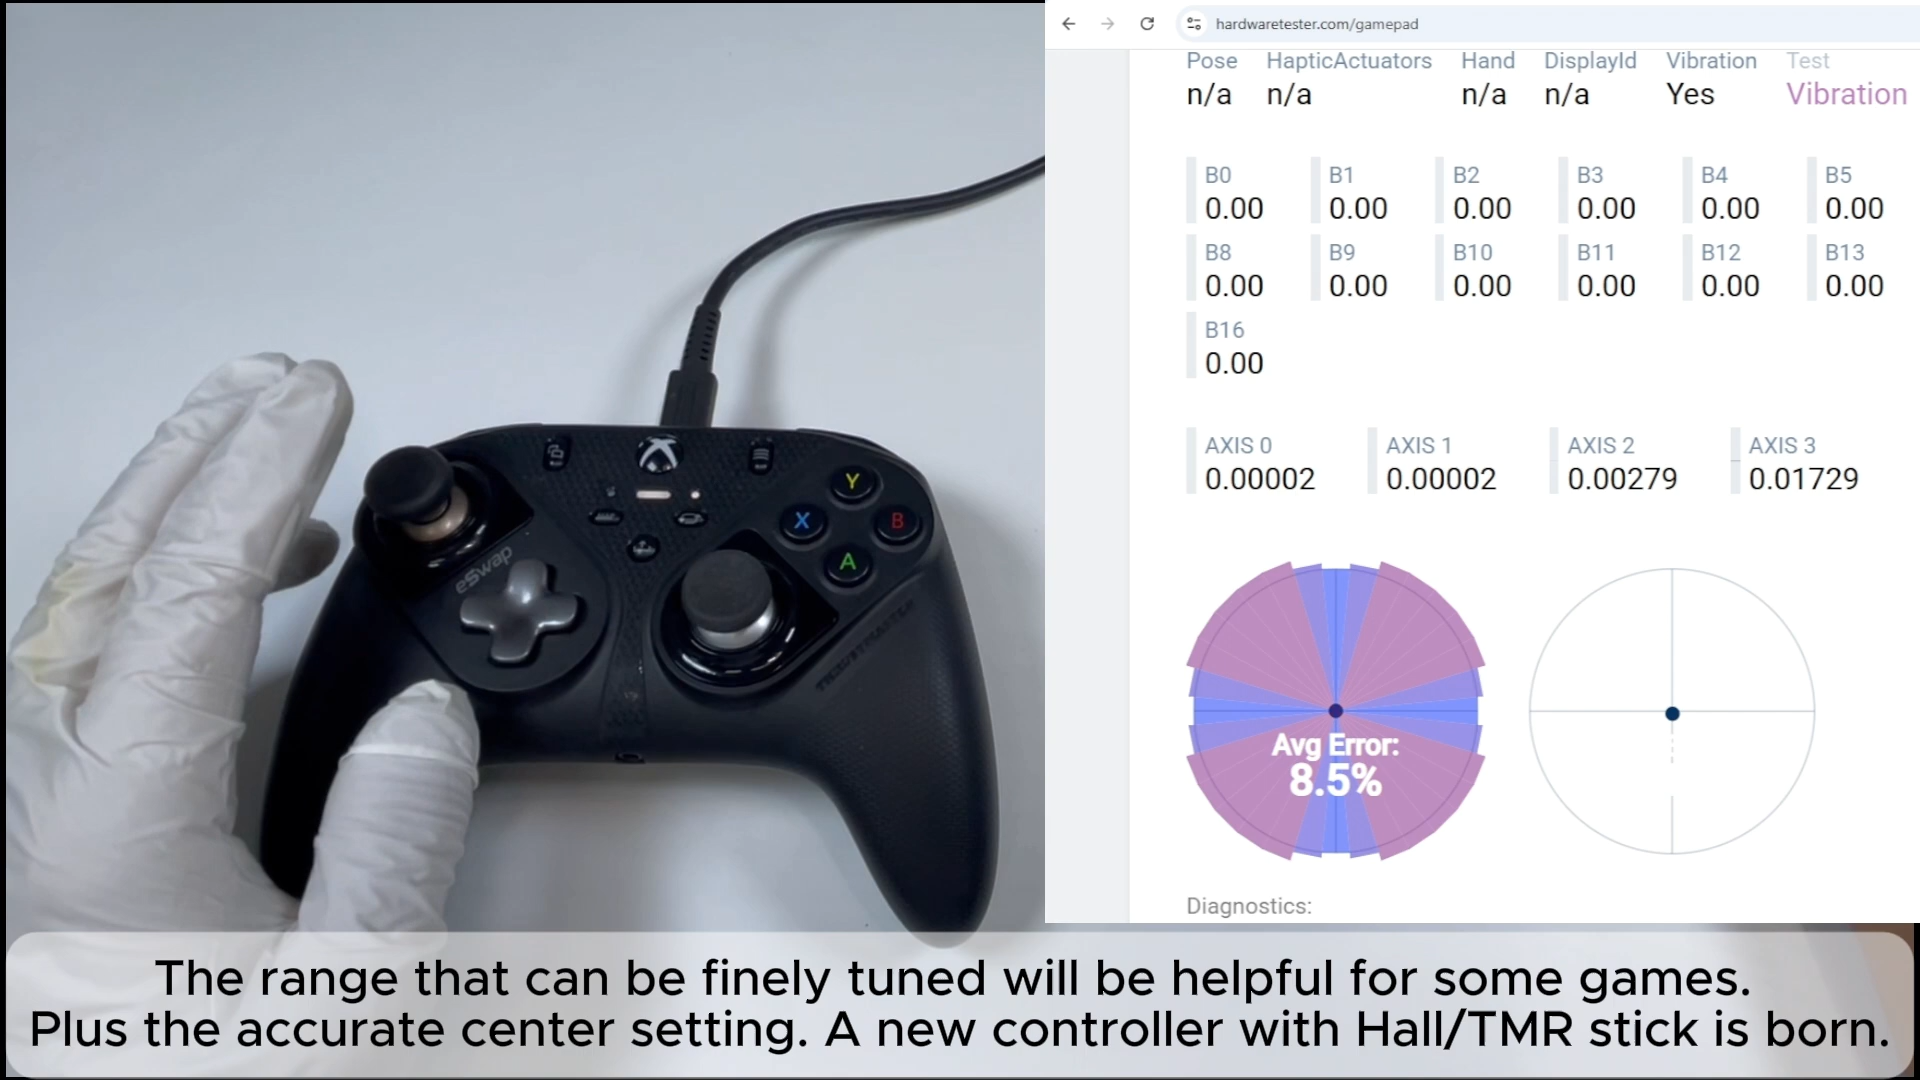 hardwaretester.com/gamepad
Pose HapticActuators Hand DisplayId Vibration Test
n/a n/a n/a n/a Yes Vibration
B0 B1 B2 B3 B4 B5
0.00 0.00 0.00 0.00 0.00 0.00
B8 B9 B10 B11 B12 B13
0.00 0.00 0.00 0.00 0.00 0.00
B16
0.00
AXIS 0 AXIS 1 AXIS 2 AXIS 3
0.00002 0.00002 0.00279 0.01729
Avg Error:
8.5%
Diagnostics:
Y
X B
A
eswap
THRUSTMASTER
The range that can be finely tuned will be helpful for some games.
Plus the accurate center setting. A new controller with Hall/TMR stick is born.